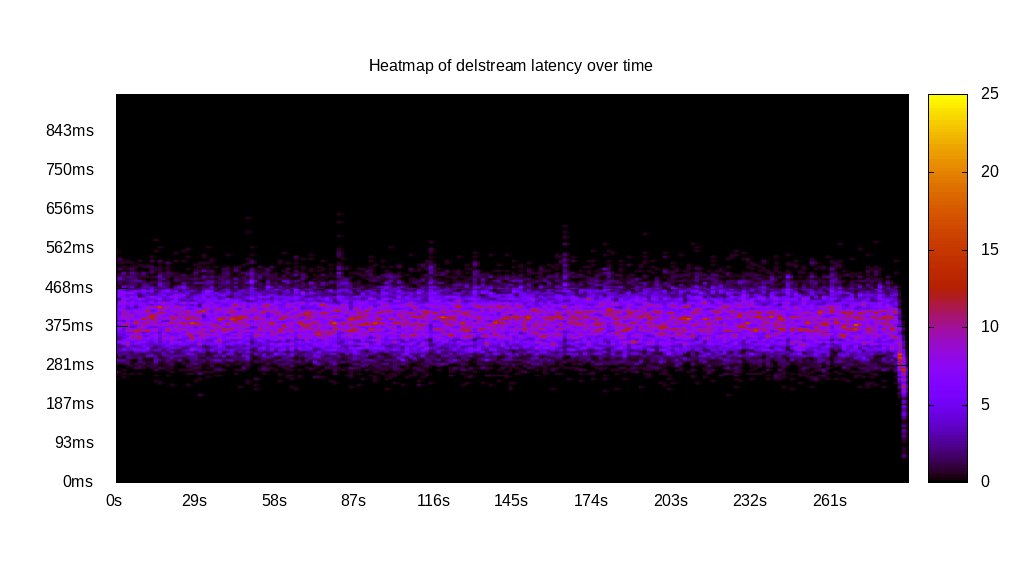 Heatmap of delstream latency over time
843ms
750ms
656ms
562ms
468ms
375ms
281ms
187ms
93ms
0ms
0s 29s 58s 87s 116s 145s 174s 203s 232s 261s
25
20
15
10
5
0